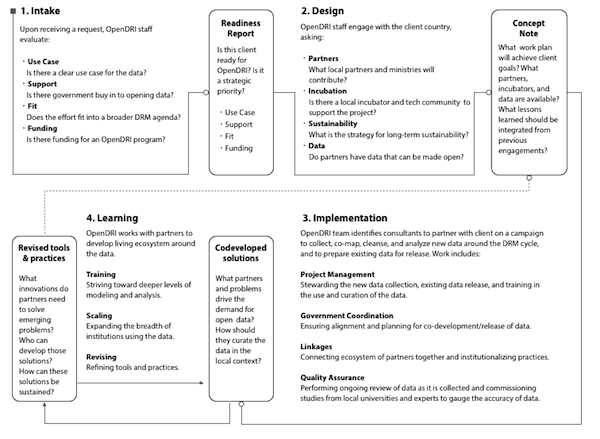 1. Intake
Upon receiving a request, OpenDRI staff
evaluate:
· Use Case
Is there a clear use case for the data?
· Support
Is there government buy in to opening data?
· Fit
Does the effort fit into a broader DRM agenda?
· Funding
Is there funding for an OpenDRI program?
Readiness
Report
Is this client
ready for
OpenDRI? Is it
a strategic
priority?
· Use Case
· Support
· Fit
· Funding
2. Design
OpenDRI staff engage with the client country,
asking:
· Partners
What local partners and ministries will
contribute?
· Incubation
Is there a local incubator and tech community to
support the project?
· Sustainability
What is the strategy for long-term sustainability?
· Data
Do partners have data that can be made open?
Concept
Note
What work plan
will achieve client
goals? What
partners,
incubators, and
data are available?
What lessons
learned should be
integrated from
previous
engagements?
3. Implementation
OpenDRI team identifies consultants to partner with client on a campaign
to collect, co-map, cleanse, and analyze new data around the DRM cycle,
and to prepare existing data for release. Work includes:
Project Management
Stewarding the new data collection, existing data release, and training in
the use and curation of the data.
Government Coordination
Ensuring alignment and planning for co-development/release of data.
Linkages
Connecting ecosystem of partners together and institutionalizing practices.
Quality Assurance
Performing ongoing review of data as it is collected and commissioning
studies from local universities and experts to gauge the accuracy of data.
Codeveloped
solutions
What partners
and problems
drive the
demand for
open data?
How should
they curate the
data in the
local context?
4. Learning
OpenDRI works with partners to
develop living ecosystem around
the data.
Training
Striving toward deeper levels of
modeling and analysis.
Scaling
Expanding the breadth of
institutions using the data.
Revising
Refining tools and practices.
Revised tools
& practices
What
innovations do
partners need
to solve
emerging
problems?
Who can
develop those
solutions?
How can these
solutions be
sustained?